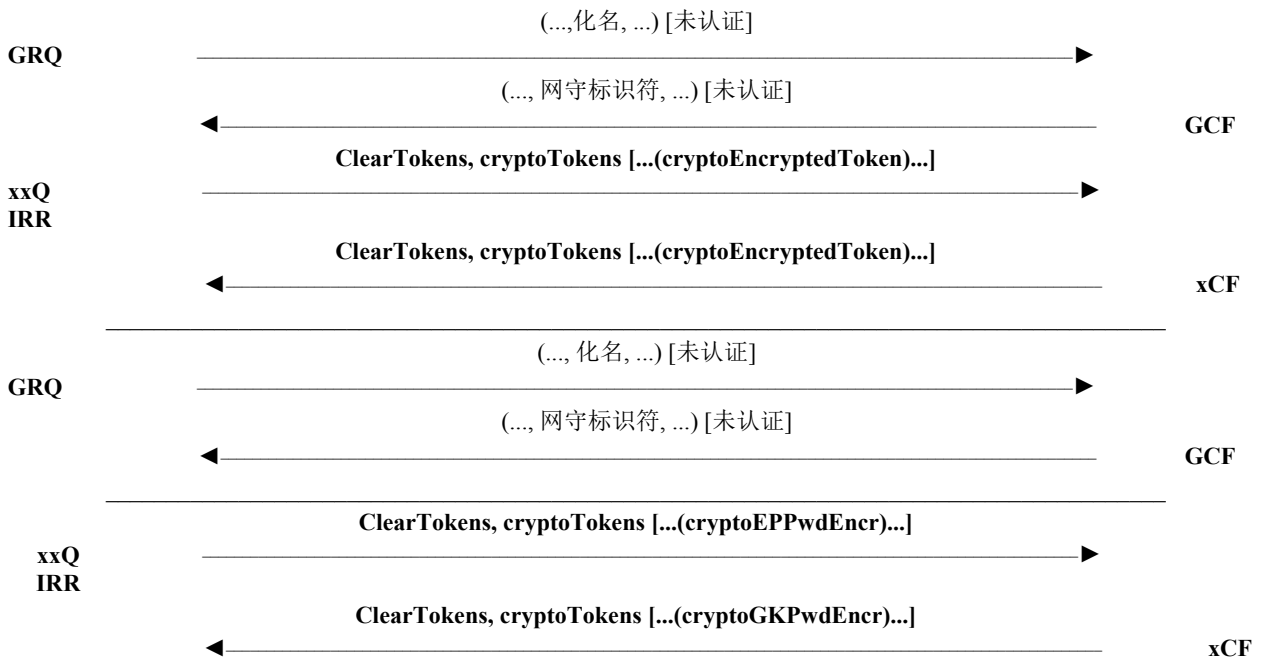 (...,化名, ...) [未认证]
GRQ
(..., 网守标识符, ...) [未认证]
GCF
ClearTokens, cryptoTokens [...(cryptoEncryptedToken)...]
xxQ
IRR
ClearTokens, cryptoTokens [...(cryptoEncryptedToken)...]
xCF
(..., 化名, ...) [未认证]
GRQ
(..., 网守标识符, ...) [未认证]
GCF
ClearTokens, cryptoTokens [...(cryptoEPPwdEncr)...]
xxQ
IRR
ClearTokens, cryptoTokens [...(cryptoGKPwdEncr)...]
xCF